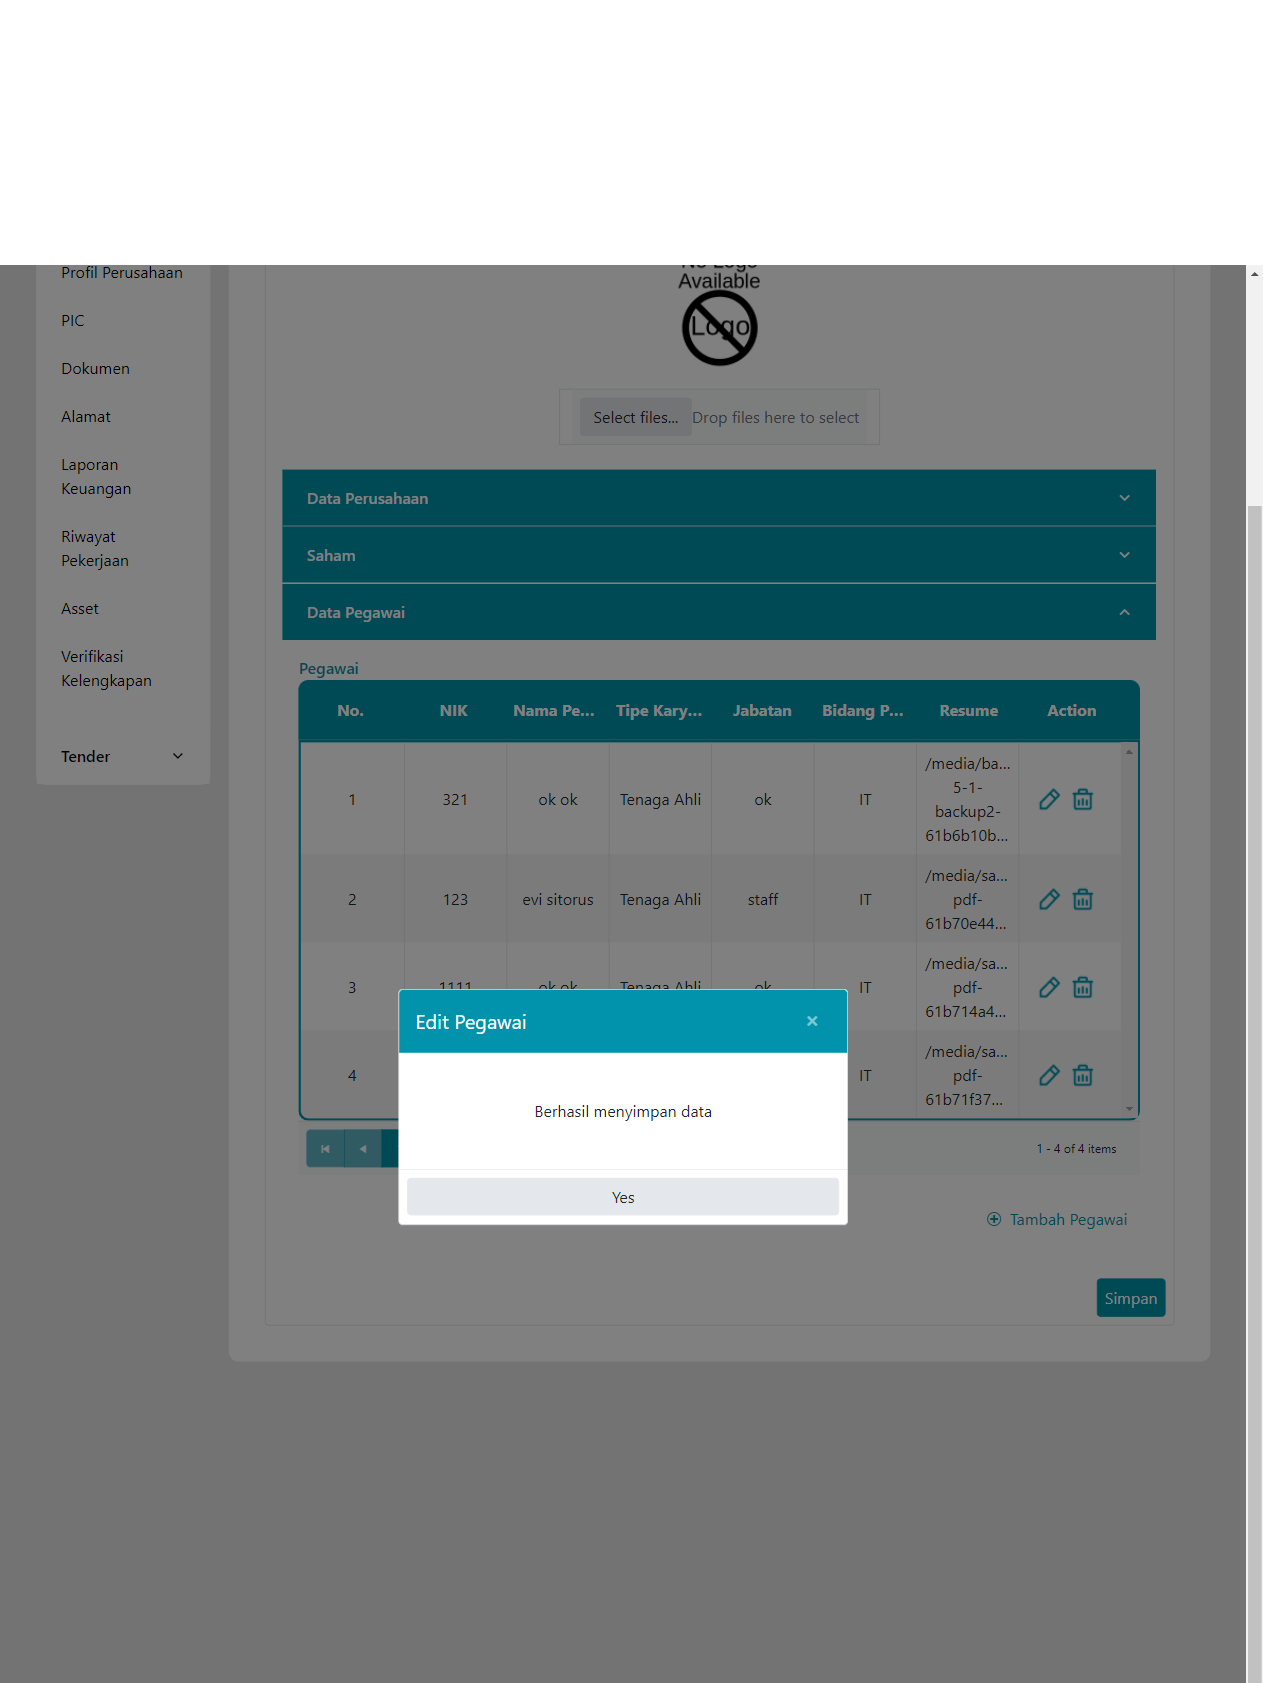 Profil Perusahaan
PIC
Dokumen
Alamat
Laporan
Keuangan
Riwayat
Pekerjaan
Asset
Verifikasi
Kelengkapan
Tender
No Logo
Available
Logo
Select files... Drop files here to select
Data Perusahaan
Saham
Data Pegawai
Pegawai
No. NIK Nama Pe... Tipe Kary... Jabatan Bidang P... Resume Action
1 321 ok ok Tenaga Ahli ok IT /media/ba...
5-1-
backup2-
61b6b10b...
2 123 evi sitorus Tenaga Ahli staff IT /media/sa...
pdf-
61b70e44...
3 1111 ok ok Tenaga Ahli ok IT /media/sa...
pdf-
61b714a4...
4 IT /media/sa...
pdf-
61b71f37...
1 - 4 of 4 items
Edit Pegawai
Berhasil menyimpan data
Yes
Tambah Pegawai
Simpan